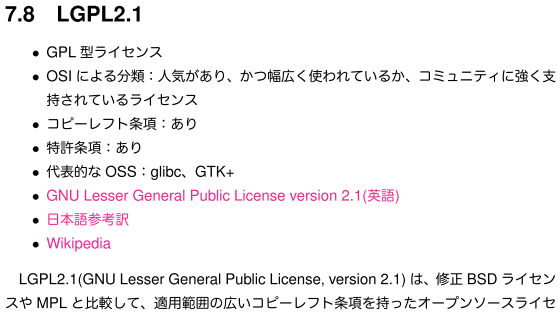 7.8 LGPL2.1
• GPL 型ライセンス
• OSI による分類：人気があり、かつ幅広く使われているか、コミュニティに強く支
持されているライセンス
• コピーレフト条項：あり
• 特許条項：あり
• 代表的な OSS：glibc、GTK+
• GNU Lesser General Public License version 2.1(英語)
• 日本語参考訳
• Wikipedia
LGPL2.1(GNU Lesser General Public License, version 2.1) は、修正 BSD ライセン
スや MPL と比較して、適用範囲の広いコピーレフト条項を持ったオープンソースライセ